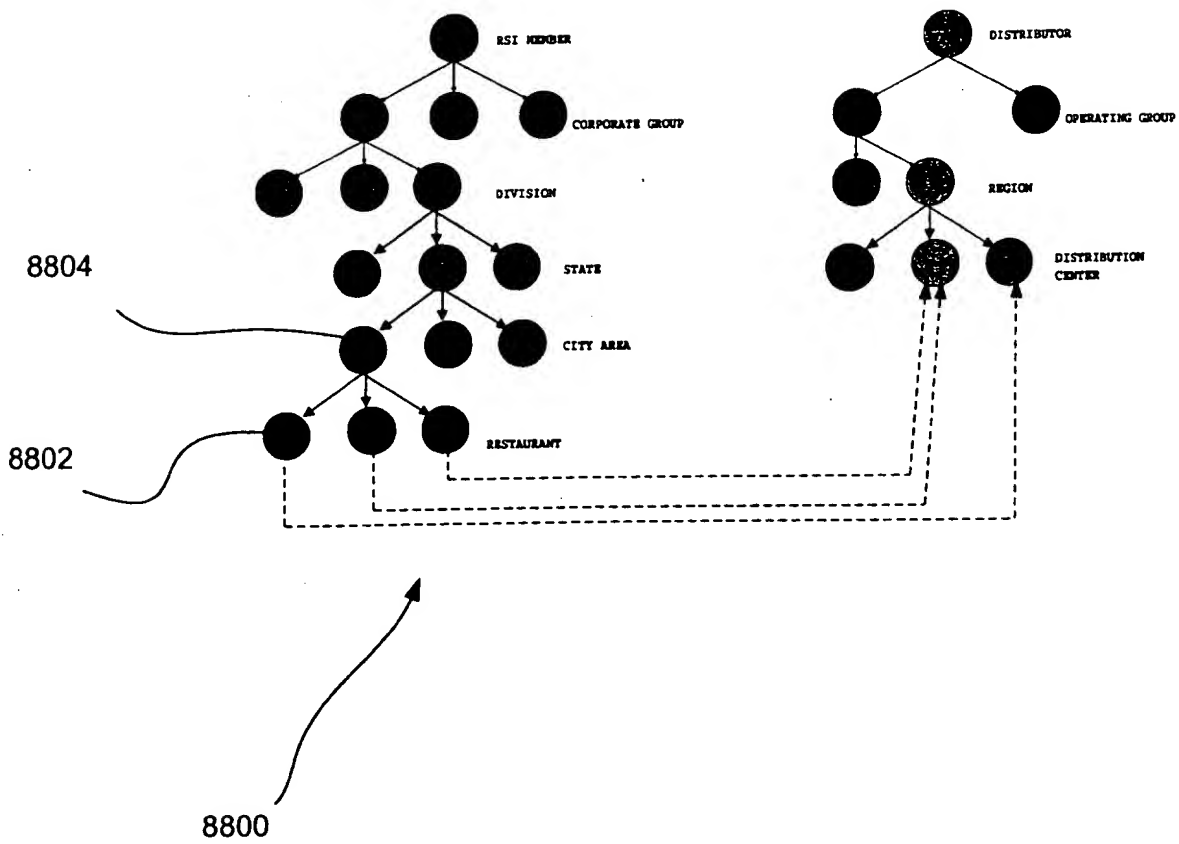 RSI MEMBER
DISTRIBUTOR
CORPORATE GROUP
OPERATING GROUP
DIVISION
REGION
8804
STATE
DISTRIBUTION
CENTER
CITY AREA
8802
RESTAURANT
8800